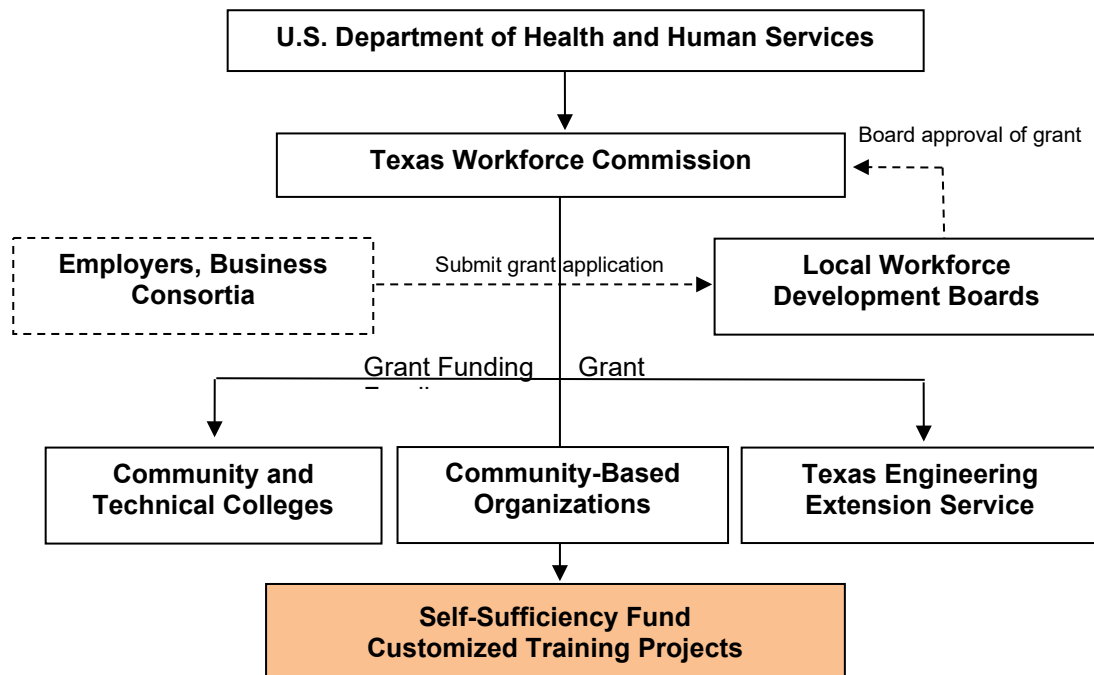 U.S. Department of Health and Human Services
Board approval of grant
Texas Workforce Commission
Employers, Business
Consortia
Submit grant application
Local Workforce
Development Boards
Grant Funding
Grant
Community and
Technical Colleges
Community-Based
Organizations
Texas Engineering
Extension Service
Self-Sufficiency Fund
Customized Training Projects